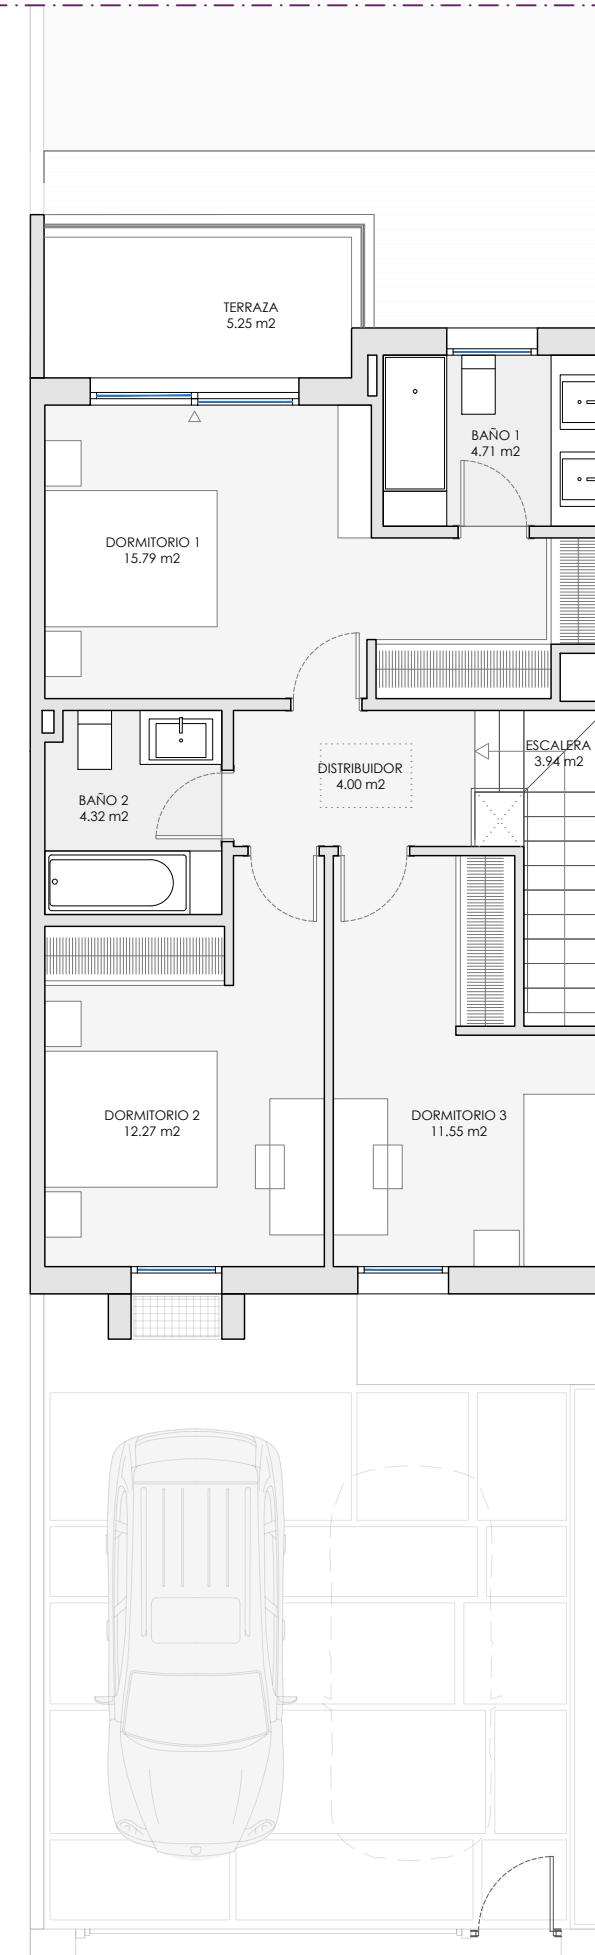 TERRAZA
5.25 m2
BAÑO 1
4.71 m2
DORMITORIO 1
15.79 m2
ESCALERA
3.94 m2
DISTRIBUIDOR
4.00 m2
BAÑO 2
4.32 m2
DORMITORIO 2
12.27 m2
DORMITORIO 3
11.55 m2